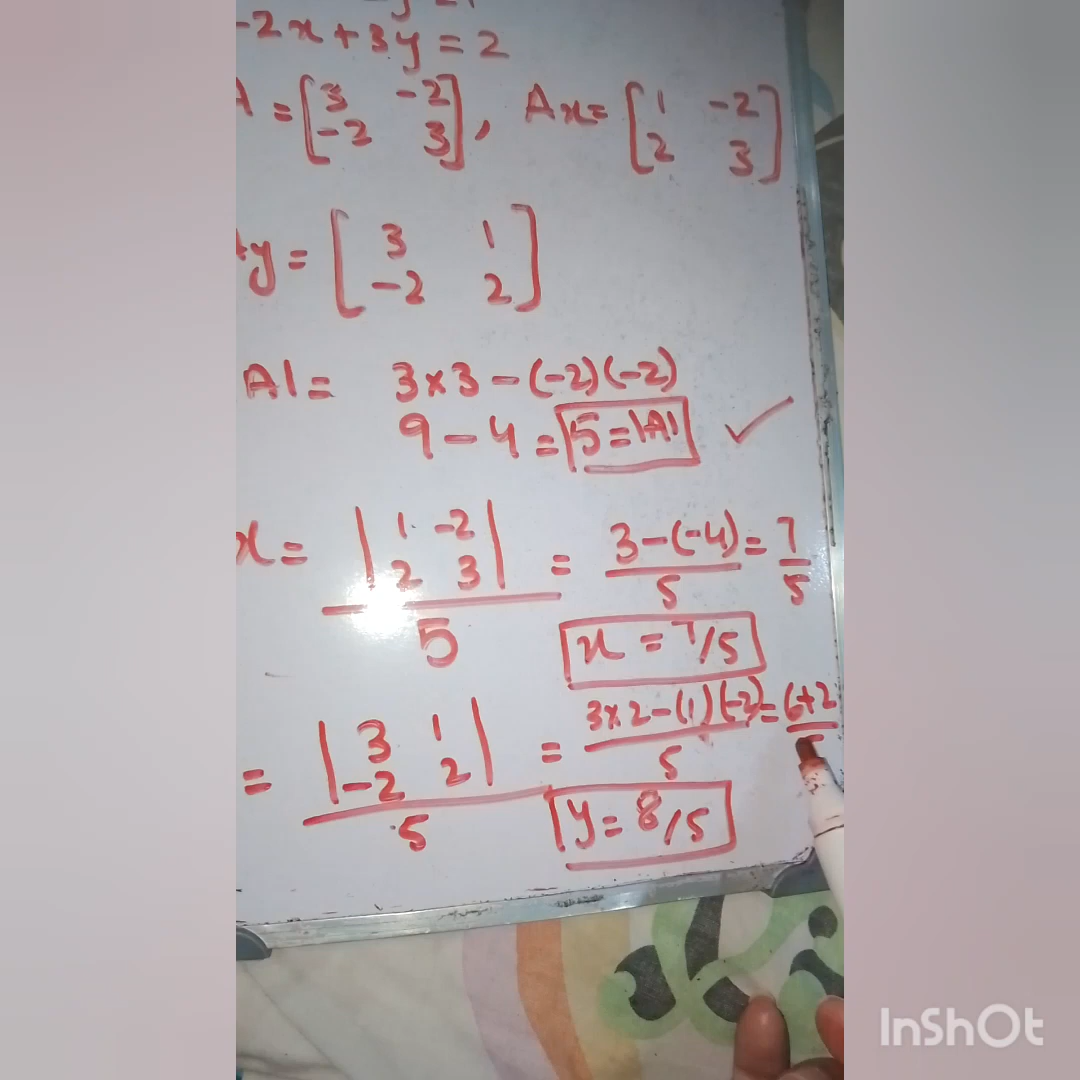 -2x+3y=2
A=[3 -2
-2 3], Ax=[1 -2
2 3]
Ay=[3 1
-2 2]
A|= 3×3-(-2)(-2)
9-4=5=|A| ✓
x= |1 -2
2 3| / 5 = 3-(-4)/5 = 7/5
x=7/5
= |3 1
-2 2| / 5 = 3×2-(1)(-2)/5 = 6+2
y=8/5
InShOt